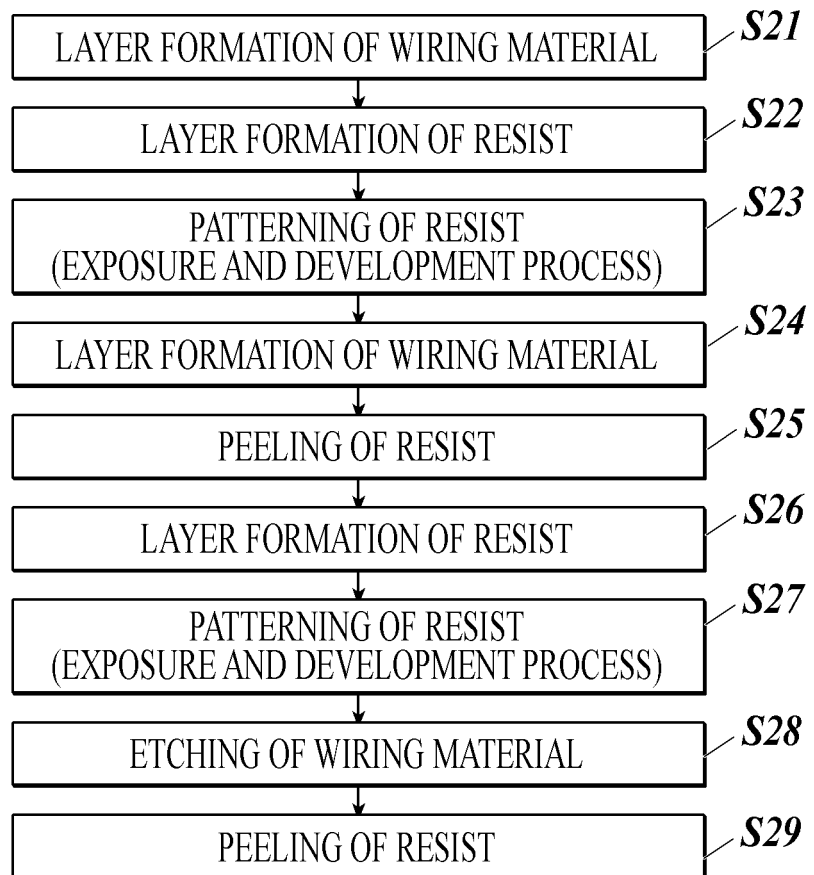 LAYER FORMATION OF WIRING MATERIAL
S21
LAYER FORMATION OF RESIST
S22
PATTERNING OF RESIST
(EXPOSURE AND DEVELOPMENT PROCESS)
S23
LAYER FORMATION OF WIRING MATERIAL
S24
PEELING OF RESIST
S25
LAYER FORMATION OF RESIST
S26
PATTERNING OF RESIST
(EXPOSURE AND DEVELOPMENT PROCESS)
S27
ETCHING OF WIRING MATERIAL
S28
PEELING OF RESIST
S29